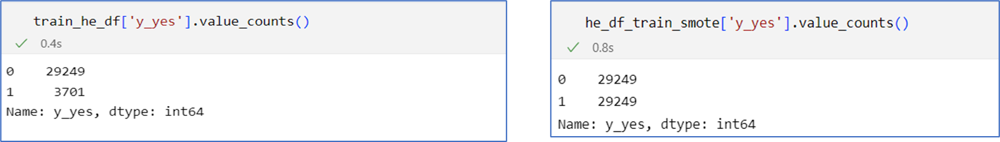 train_he_df['y_yes'].value_counts()
0.4s
0    29249
1     3701
Name: y_yes, dtype: int64
he_df_train_smote['y_yes'].value_counts()
0.8s
0    29249
1    29249
Name: y_yes, dtype: int64